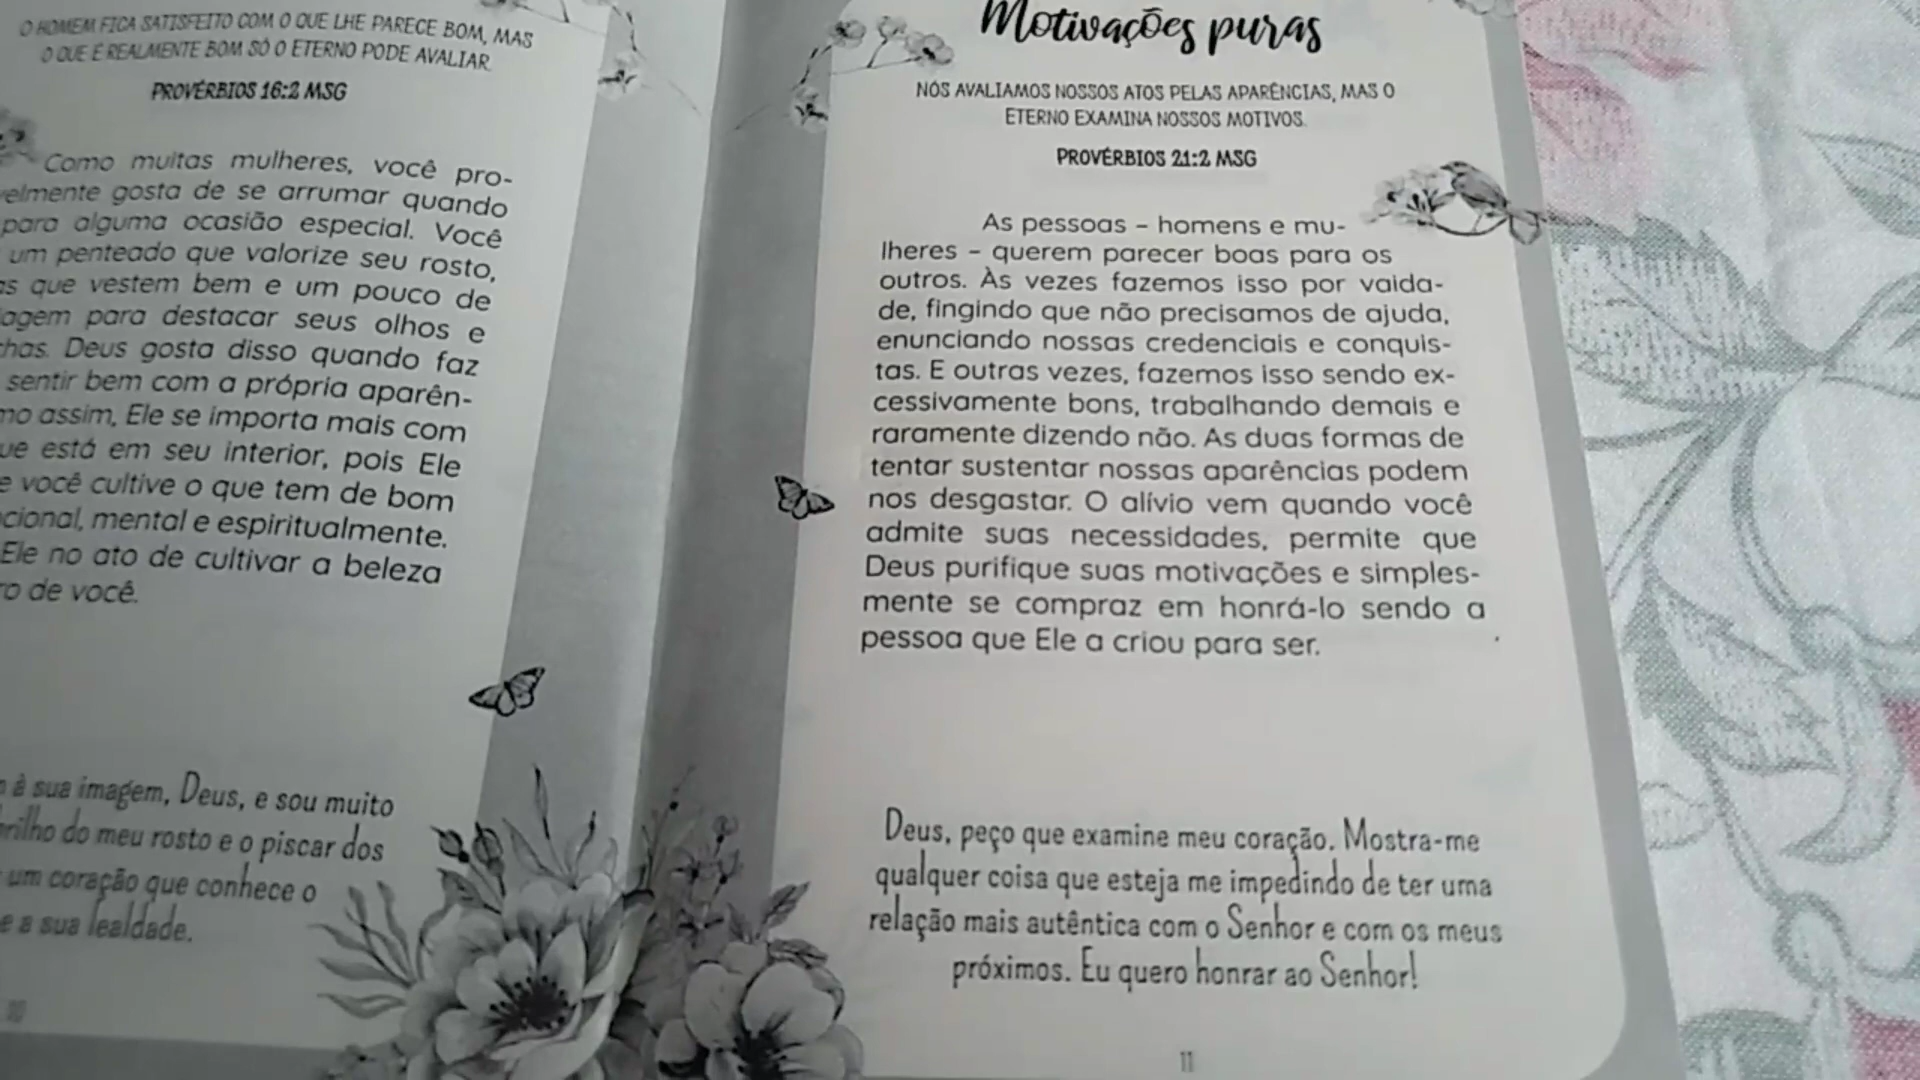 O HOMEM FICA SATISFEITO COM O QUE LHE PARECE BOM, MAS
O QUE É REALMENTE BOM SÓ O ETERNO PODE AVALIAR.
PROVÉRBIOS 16:2 MSG
Como muitas mulheres, você pro-
velmente gosta de se arrumar quando
para alguma ocasião especial. Você
um penteado que valorize seu rosto,
que vestem bem e um pouco de
para destacar seus olhos e
Deus gosta disso quando faz
sentir bem com a própria aparên-
assim, Ele se importa mais com
que está em seu interior, pois Ele
você cultive o que tem de bom
mental e espiritualmente.
Ele no ato de cultivar a beleza
de você.
à sua imagem, Deus, e sou muito
brilho do meu rosto e o piscar dos
um coração que conhece o
e a sua lealdade.
10
Motivações puras
NÓS AVALIAMOS NOSSOS ATOS PELAS APARÊNCIAS, MAS O
ETERNO EXAMINA NOSSOS MOTIVOS.
PROVÉRBIOS 21:2 MSG
As pessoas – homens e mu-
lheres – querem parecer boas para os
outros. Às vezes fazemos isso por vaida-
de, fingindo que não precisamos de ajuda,
enunciando nossas credenciais e conquis-
tas. E outras vezes, fazemos isso sendo ex-
cessivamente bons, trabalhando demais e
raramente dizendo não. As duas formas de
tentar sustentar nossas aparências podem
nos desgastar. O alívio vem quando você
admite suas necessidades, permite que
Deus purifique suas motivações e simples-
mente se compraz em honrá-lo sendo a
pessoa que Ele a criou para ser.
Deus, peço que examine meu coração. Mostra-me
qualquer coisa que esteja me impedindo de ter uma
relação mais autêntica com o Senhor e com os meus
próximos. Eu quero honrar ao Senhor!
11